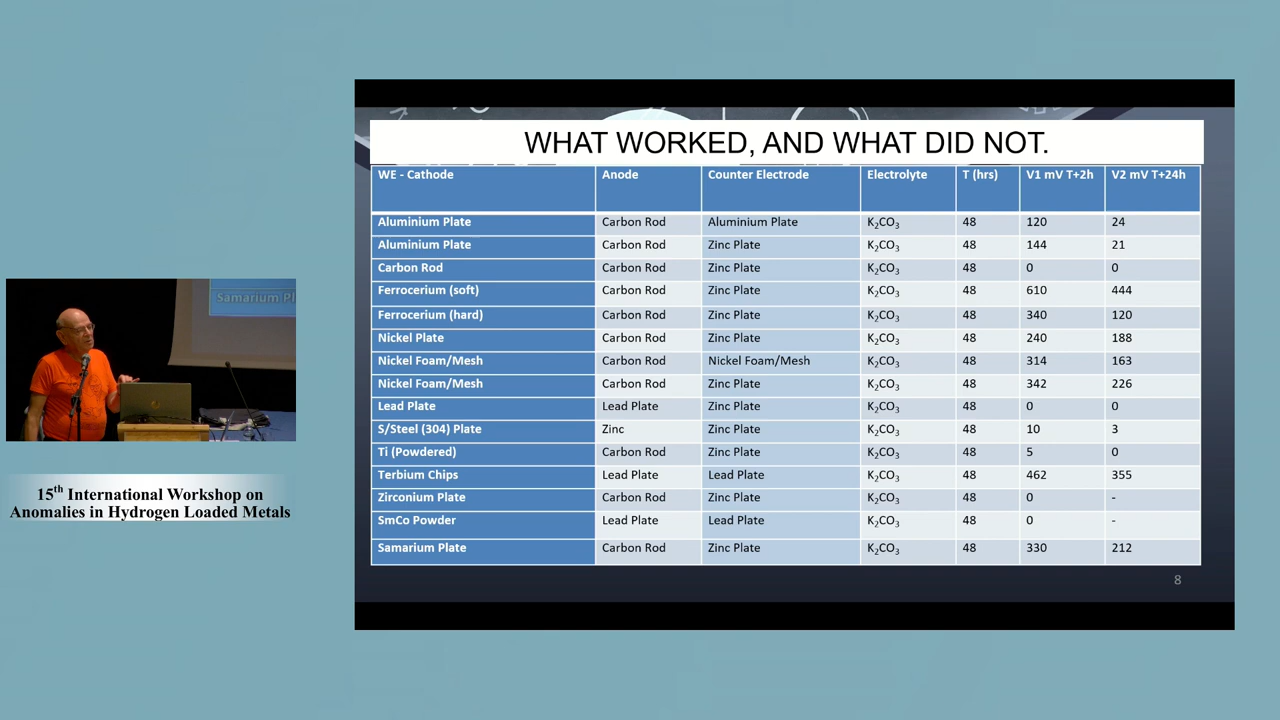 WHAT WORKED, AND WHAT DID NOT.
WE - Cathode Anode Counter Electrode Electrolyte T (hrs) V1 mV T+2h V2 mV T+24h
Aluminium Plate Carbon Rod Aluminium Plate K₂CO₃ 48 120 24
Aluminium Plate Carbon Rod Zinc Plate K₂CO₃ 48 144 21
Carbon Rod Carbon Rod Zinc Plate K₂CO₃ 48 0 0
Ferrocerium (soft) Carbon Rod Zinc Plate K₂CO₃ 48 610 444
Ferrocerium (hard) Carbon Rod Zinc Plate K₂CO₃ 48 340 120
Nickel Plate Carbon Rod Zinc Plate K₂CO₃ 48 240 188
Nickel Foam/Mesh Carbon Rod Nickel Foam/Mesh K₂CO₃ 48 314 163
Nickel Foam/Mesh Carbon Rod Zinc Plate K₂CO₃ 48 342 226
Lead Plate Lead Plate Zinc Plate K₂CO₃ 48 0 0
S/Steel (304) Plate Zinc Zinc Plate K₂CO₃ 48 10 3
Ti (Powdered) Carbon Rod Zinc Plate K₂CO₃ 48 5 0
Terbium Chips Lead Plate Lead Plate K₂CO₃ 48 462 355
Zirconium Plate Carbon Rod Zinc Plate K₂CO₃ 48 0 -
SmCo Powder Lead Plate Lead Plate K₂CO₃ 48 0 -
Samarium Plate Carbon Rod Zinc Plate K₂CO₃ 48 330 212
8
Samarium Pl
15th International Workshop on
Anomalies in Hydrogen Loaded Metals